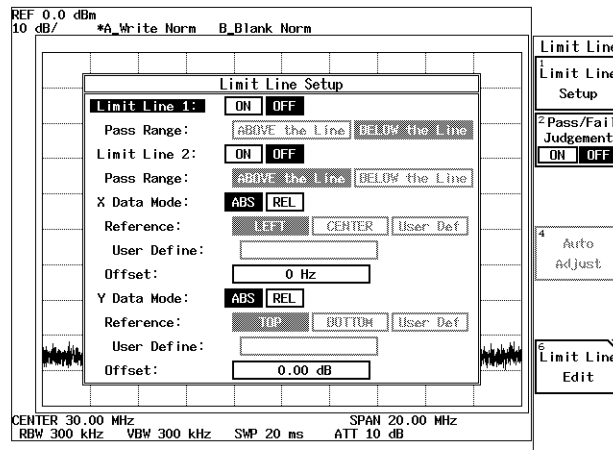 REF 0.0 dBm
10 dB/ *A_Write Norm B_Blank Norm
Limit Line Setup
Limit Line 1: ON OFF
Pass Range: ABOVE the Line BELOW the Line
Limit Line 2: ON OFF
Pass Range: ABOVE the Line BELOW the Line
X Data Mode: ABS REL
Reference: LEFT CENTER User Def
User Define:
Offset: 0 Hz
Y Data Mode: ABS REL
Reference: TOP BOTTOM User Def
User Define:
Offset: 0.00 dB
CENTER 30.00 MHz SPAN 20.00 MHz
RBW 300 kHz VBW 300 kHz SWP 20 ms ATT 10 dB
Limit Line
1
Limit Line
Setup
2 Pass/Fail
Judgement
ON OFF
4
Auto
Adjust
6
Limit Line
Edit